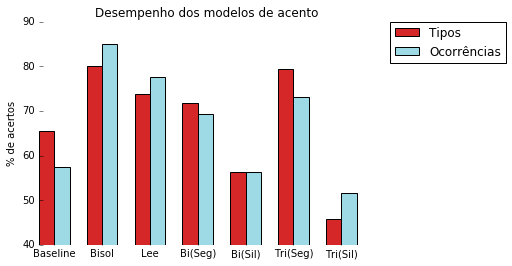 Desempenho dos modelos de acento
90
80
70
60
50
40
% de acertos
Baseline Bisol Lee Bi(Seg) Bi(Sil) Tri(Seg) Tri(Sil)
Tipos
Ocorrências